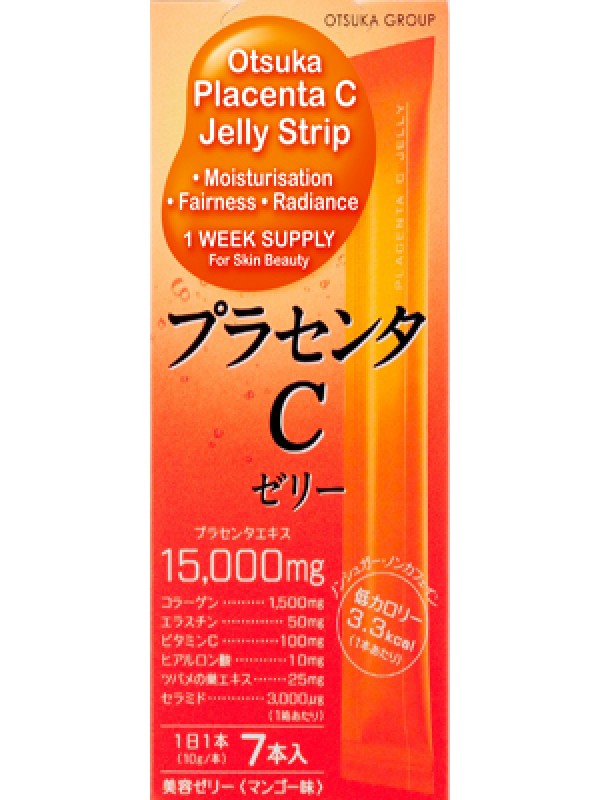 OTSUKA GROUP
Otsuka
Placenta C
Jelly Strip
• Moisturisation
• Fairness • Radiance
1 WEEK SUPPLY
For Skin Beauty
PLACENTA C JELLY
プラセンタ
C
ゼリー
プラセンタエキス
15,000mg
コラーゲン ……… 1,500mg
エラスチン ………… 50mg
ビタミンC ………… 100mg
ヒアルロン酸 ……… 10mg
ツバメの巣エキス …… 25mg
セラミド ……… 3,000μg
(1箱あたり)
ノンシュガー・ノンカフェイン
低カロリー
3.3kcal
(1本あたり)
1日1本
(10g/本)
7本入
美容ゼリー〈マンゴー味〉